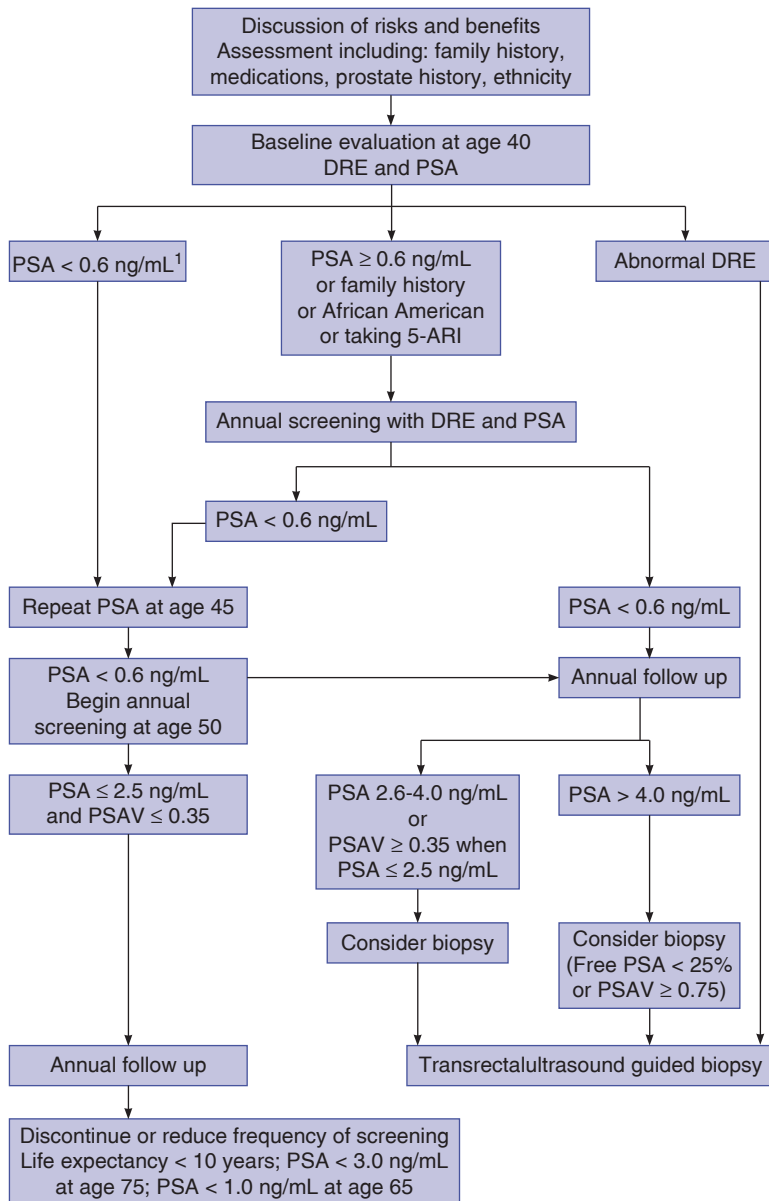 Discussion of risks and benefits
Assessment including: family history,
medications, prostate history, ethnicity
Baseline evaluation at age 40
DRE and PSA
PSA < 0.6 ng/mL¹
PSA ≥ 0.6 ng/mL
or family history
or African American
or taking 5-ARI
Abnormal DRE
Annual screening with DRE and PSA
PSA < 0.6 ng/mL
Repeat PSA at age 45
PSA < 0.6 ng/mL
PSA < 0.6 ng/mL
Begin annual
screening at age 50
Annual follow up
PSA ≤ 2.5 ng/mL
and PSAV ≤ 0.35
PSA 2.6-4.0 ng/mL
or
PSAV ≥ 0.35 when
PSA ≤ 2.5 ng/mL
PSA > 4.0 ng/mL
Consider biopsy
Consider biopsy
(Free PSA < 25%
or PSAV ≥ 0.75)
Annual follow up
Transrectalultrasound guided biopsy
Discontinue or reduce frequency of screening
Life expectancy < 10 years; PSA < 3.0 ng/mL
at age 75; PSA < 1.0 ng/mL at age 65